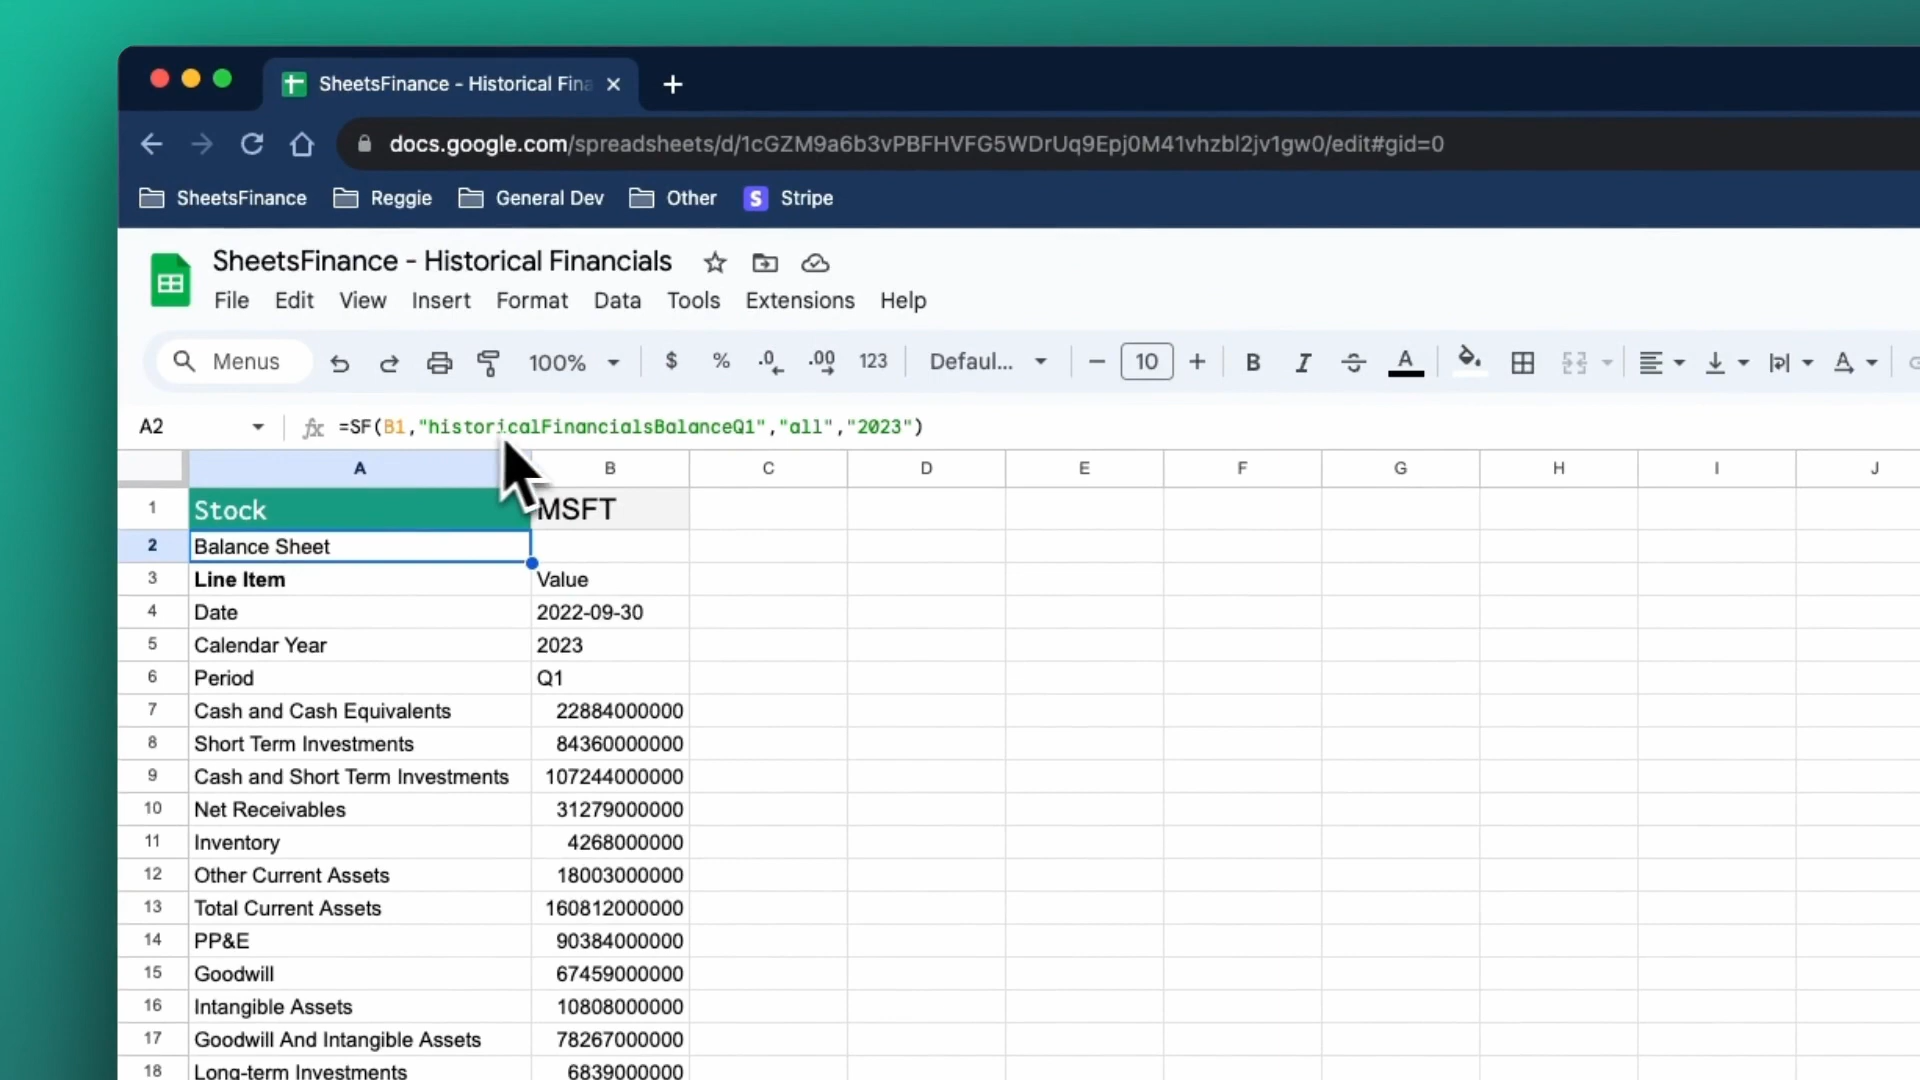 SheetsFinance - Historical Fina
docs.google.com/spreadsheets/d/1cGZM9a6b3vPBFHVFG5WDrUq9Epj0M41vhzbl2jv1gw0/edit#gid=0
SheetsFinance Reggie General Dev Other S Stripe
SheetsFinance - Historical Financials
File Edit View Insert Format Data Tools Extensions Help
Menus 100% $ % .0 .00 123 Defaul... − 10 + B I S A A
A2 fx =SF(B1,"historicalFinancialsBalanceQ1","all","2023")
A B C D E F G H I J
1 Stock MSFT
2 Balance Sheet
3 Line Item Value
4 Date 2022-09-30
5 Calendar Year 2023
6 Period Q1
7 Cash and Cash Equivalents 22884000000
8 Short Term Investments 84360000000
9 Cash and Short Term Investments 107244000000
10 Net Receivables 31279000000
11 Inventory 4268000000
12 Other Current Assets 18003000000
13 Total Current Assets 160812000000
14 PP&E 90384000000
15 Goodwill 67459000000
16 Intangible Assets 10808000000
17 Goodwill And Intangible Assets 78267000000
18 Long-term Investments 6839000000